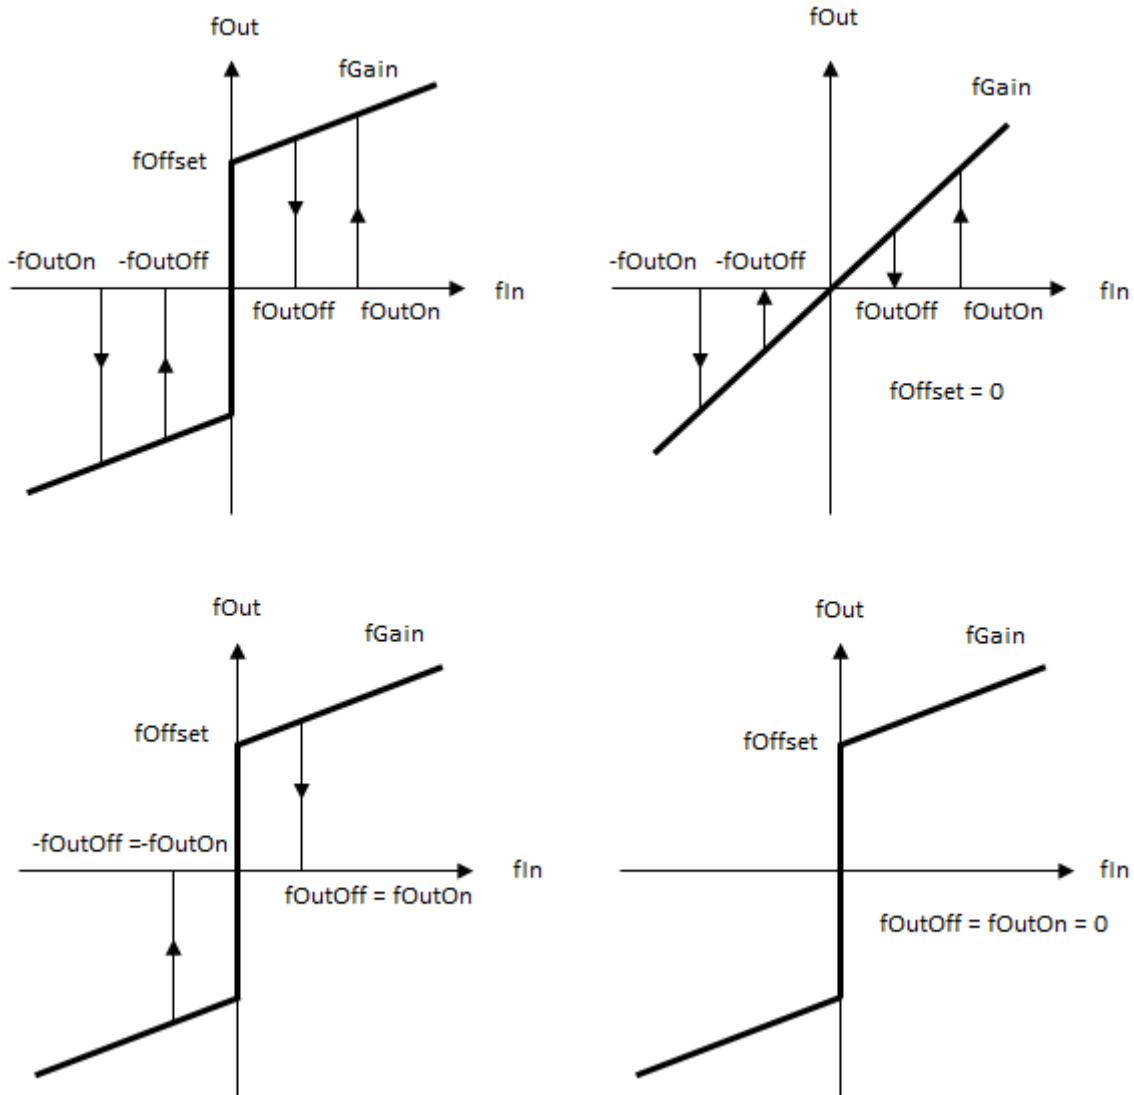 fOut
fGain
fOffset
-fOutOn -fOutOff
fIn
fOutOff fOutOn
fOut
fGain
-fOutOn -fOutOff
fIn
fOutOff fOutOn
fOffset = 0
fOut
fGain
fOffset
-fOutOff =-fOutOn
fIn
fOutOff = fOutOn
fOut
fGain
fOffset
fIn
fOutOff = fOutOn = 0